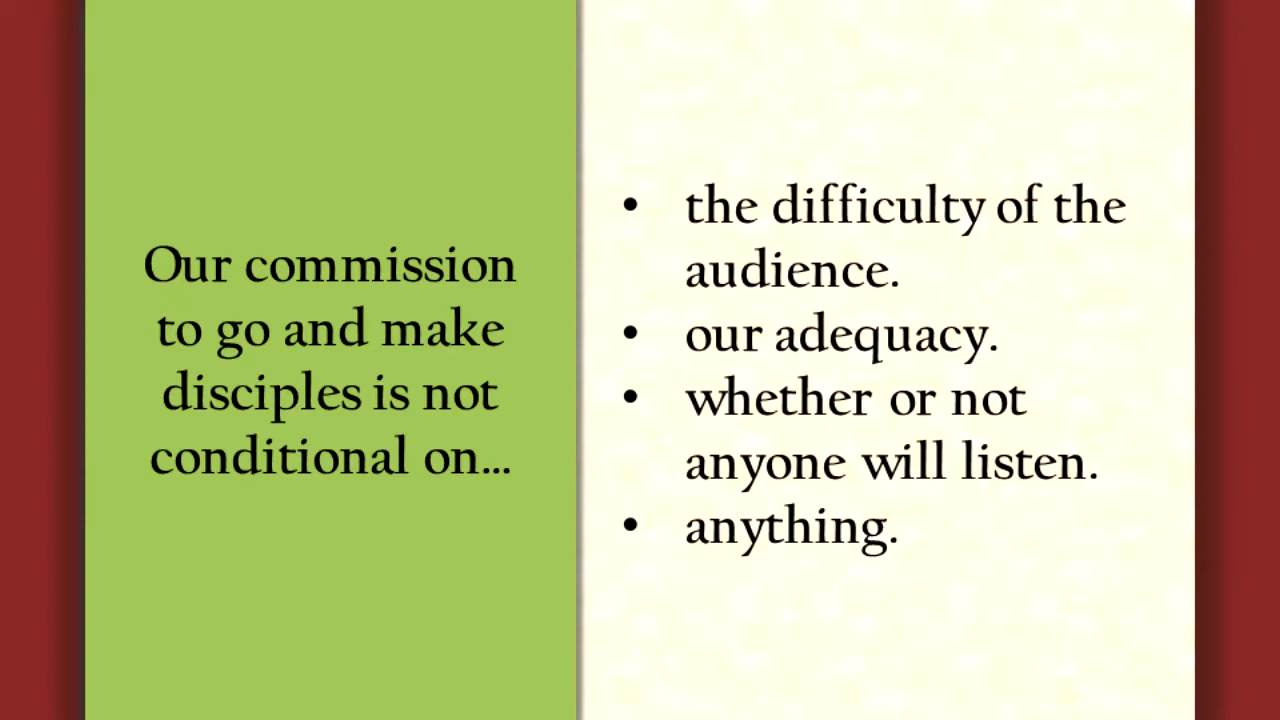 Our commission
to go and make
disciples is not
conditional on...
• the difficulty of the
audience.
• our adequacy.
• whether or not
anyone will listen.
• anything.